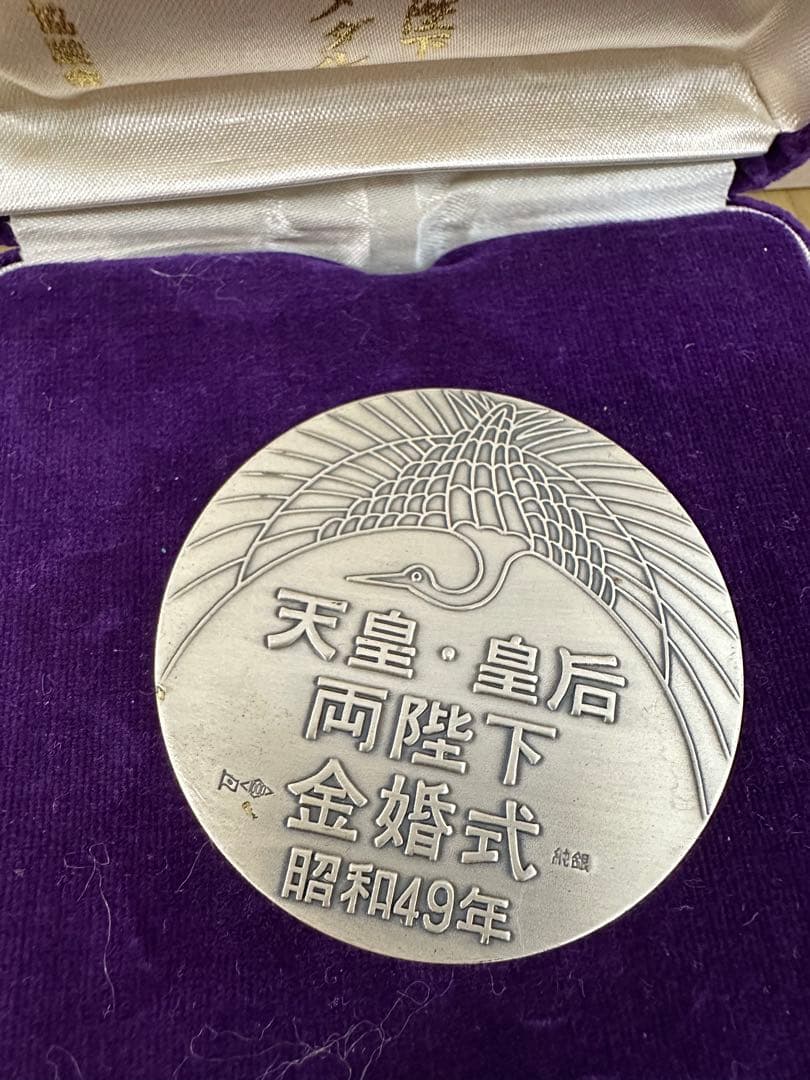 天皇・皇后
両陛下
金婚式
昭和49年
純銀